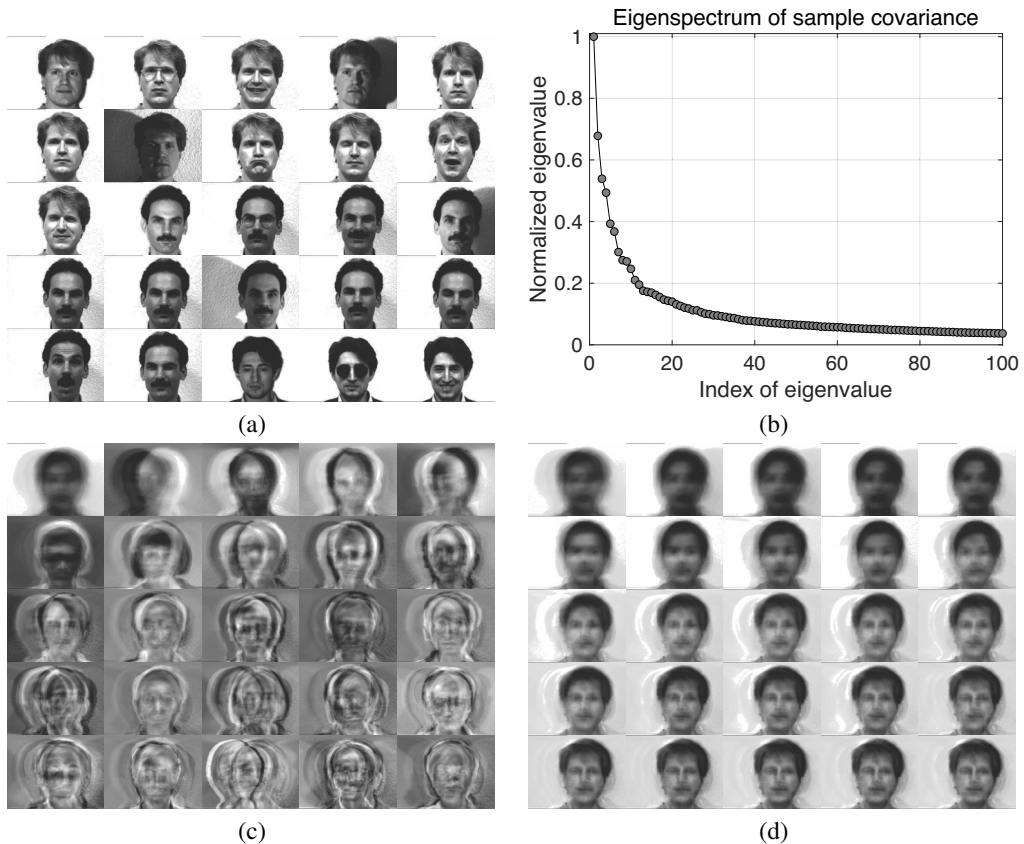 Eigenspectrum of sample covariance
Normalized eigenvalue
1
0.8
0.6
0.4
0.2
0
0 20 40 60 80 100
Index of eigenvalue
(a)
(b)
(c)
(d)